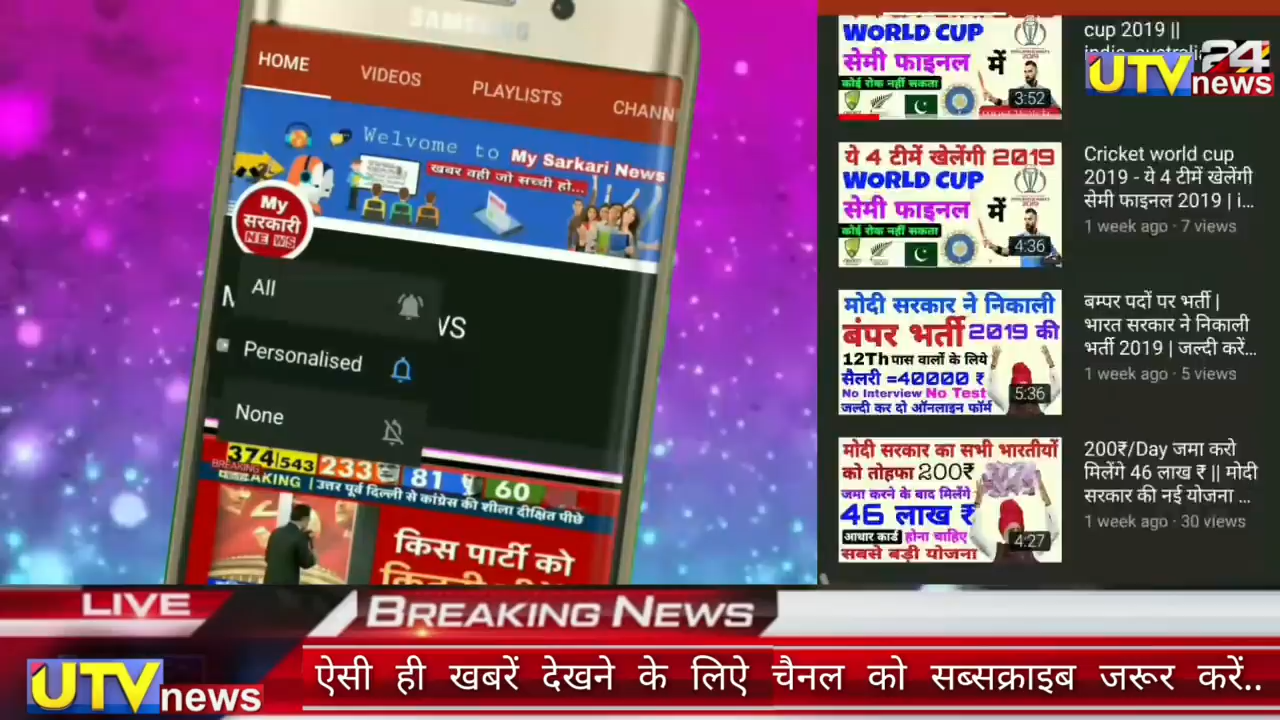 SAMSUNG
HOME VIDEOS PLAYLISTS CHANN
Welvome to My Sarkari News
खबर वही जो सच्ची हो...
My
सरकारी
NEWS
All
WS
Personalised
None
374 543 233 81 60
BREAKING
BREAKING | उत्तर पूर्व दिल्ली से कांग्रेस की शीला दीक्षित पीछे
किस पार्टी को
WORLD CUP
सेमी फाइनल में
कोई रोक नहीं सकता
3:52
cup 2019 ||
24
UTV news
ये 4 टीमें खेलेंगी 2019
WORLD CUP
सेमी फाइनल में
कोई रोक नहीं सकता
4:36
Cricket world cup
2019 - ये 4 टीमें खेलेंगी
सेमी फाइनल 2019 | i...
1 week ago · 7 views
मोदी सरकार ने निकाली
बंपर भर्ती 2019 की
12Th पास वालों के लिये
सैलरी =40000 ₹
No Interview No Test
जल्दी कर दो ऑनलाइन फॉर्म
5:36
बम्पर पदों पर भर्ती |
भारत सरकार ने निकाली
भर्ती 2019 | जल्दी करें...
1 week ago · 5 views
मोदी सरकार का सभी भारतीयों
को तोहफा 200₹
जमा करने के बाद मिलेंगे
46 लाख ₹
आधार कार्ड होना चाहिए
सबसे बड़ी योजना
4:27
200₹/Day जमा करो
मिलेंगे 46 लाख ₹ || मोदी
सरकार की नई योजना ...
1 week ago · 30 views
LIVE BREAKING NEWS
UTV news
ऐसी ही खबरें देखने के लिऐ चैनल को सब्सक्राइब जरूर करें..